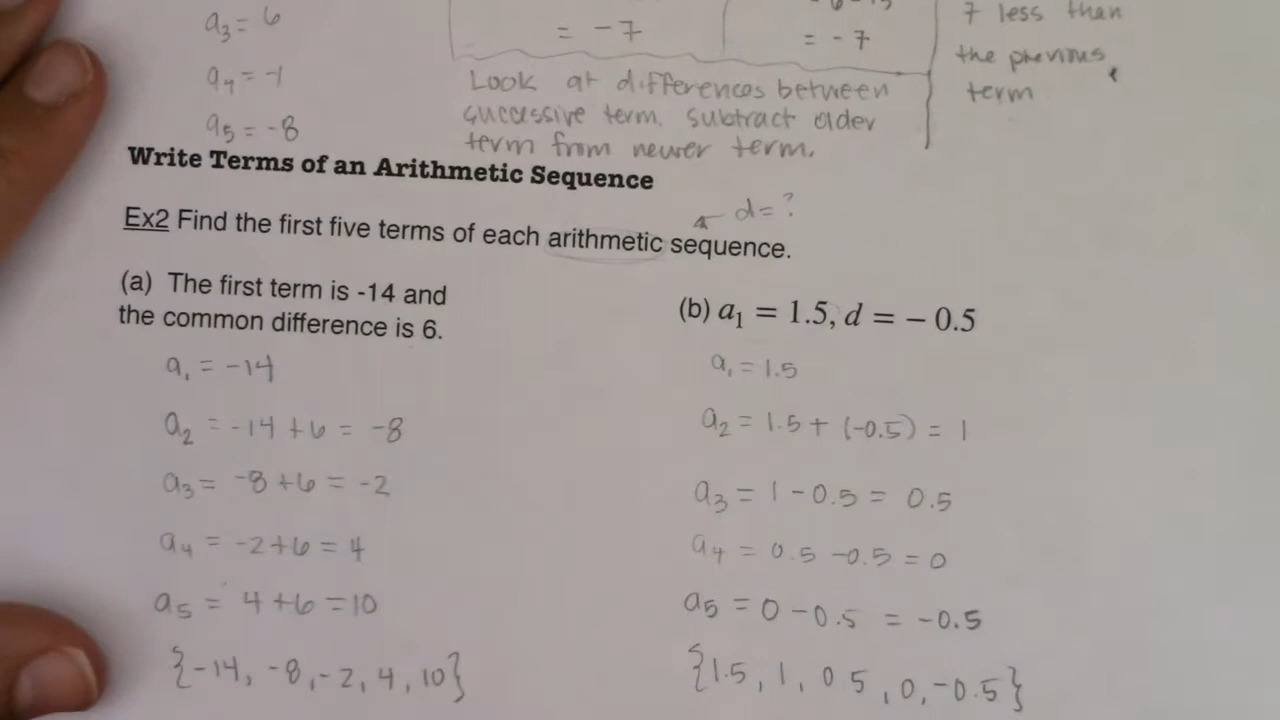 a3 = 6
a4 = -1
a5 = -8
= -7
= -7
7 less than
the previous
term
Look at differences between
successive term. Subtract older
term from newer term.
Write Terms of an Arithmetic Sequence
d = ?
Ex2 Find the first five terms of each arithmetic sequence.
(a) The first term is -14 and
the common difference is 6.
a1 = -14
a2 = -14 + 6 = -8
a3 = -8 + 6 = -2
a4 = -2 + 6 = 4
a5 = 4 + 6 = 10
{-14, -8, -2, 4, 10}
(b) a1 = 1.5, d = - 0.5
a1 = 1.5
a2 = 1.5 + (-0.5) = 1
a3 = 1 - 0.5 = 0.5
a4 = 0.5 - 0.5 = 0
a5 = 0 - 0.5 = -0.5
{1.5, 1, 0.5, 0, -0.5}